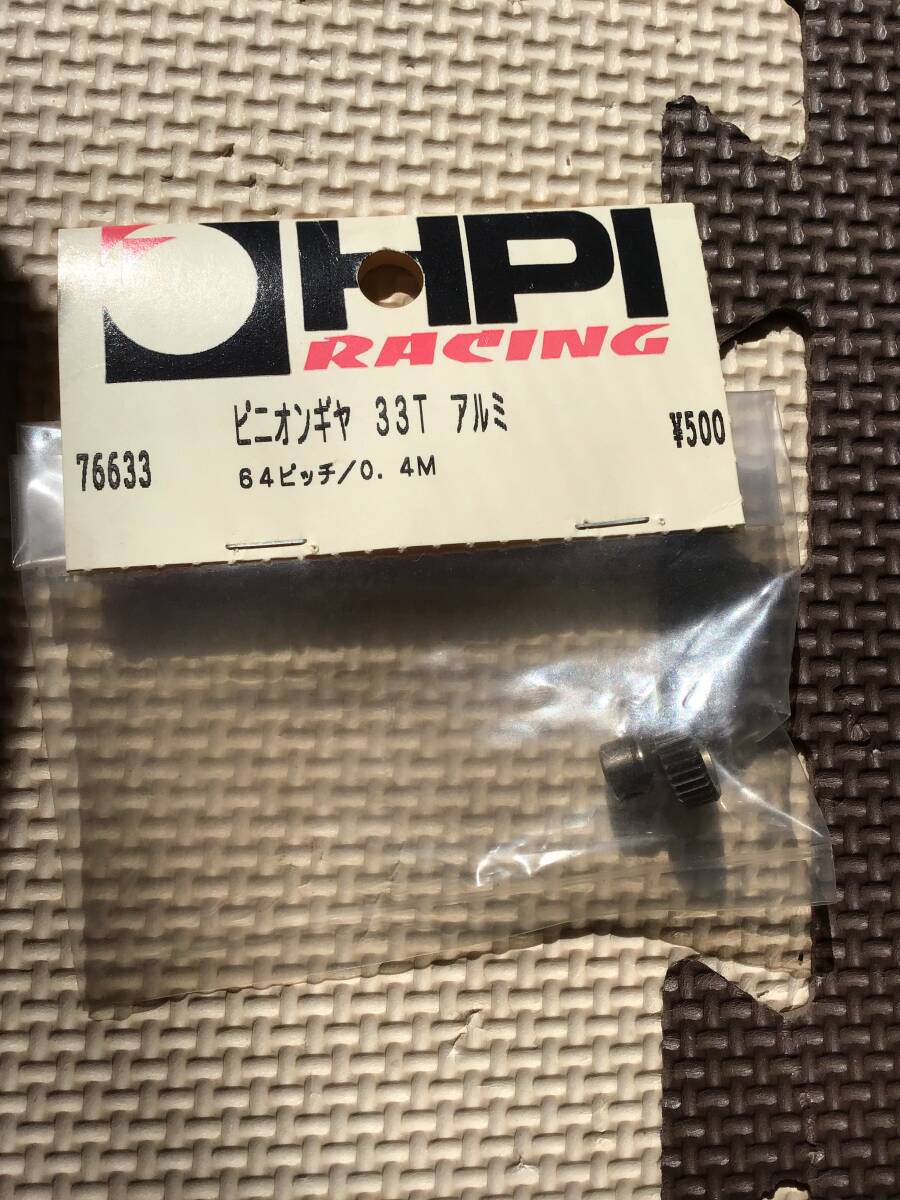 HPI
RACING
ピニオンギヤ 33T アルミ
76633
¥500
64ピッチ/0.4M